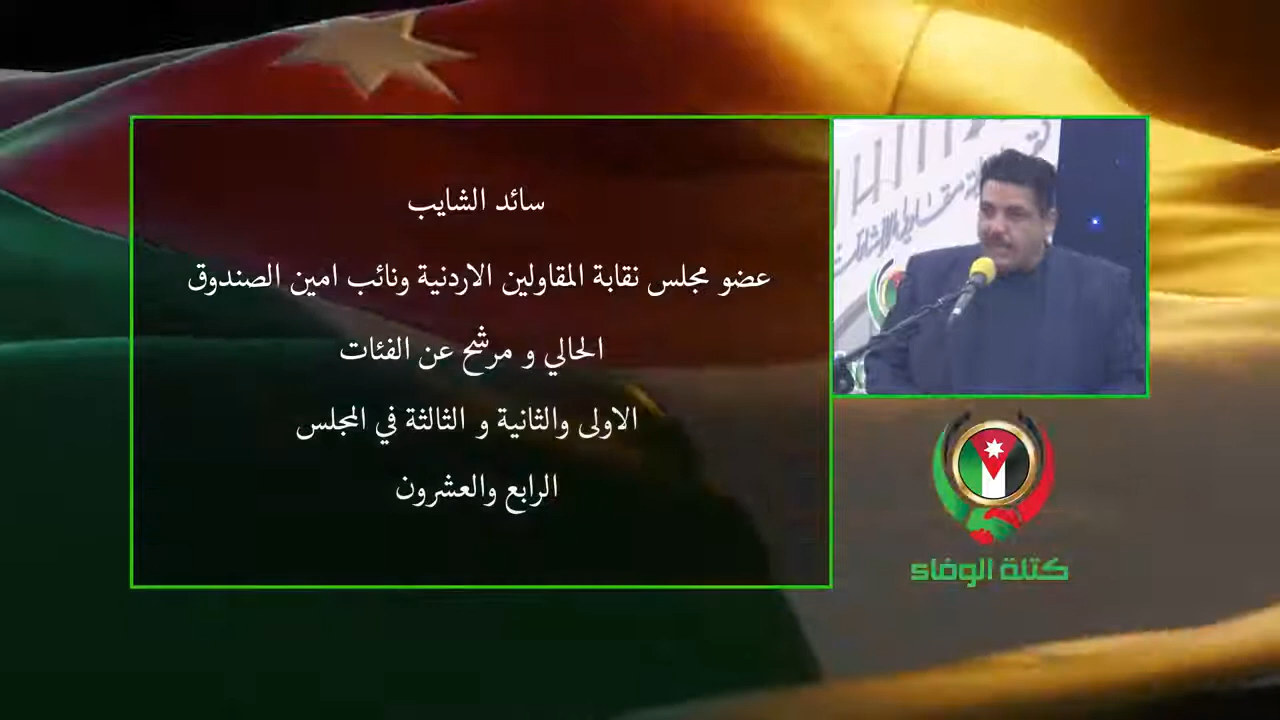 سائد الشايب
عضو مجلس نقابة المقاولين الاردنية ونائب امين الصندوق
الحالي و مرشح عن الفئات
الاولى والثانية و الثالثة في المجلس
الرابع والعشرون
كتلة الوفاء